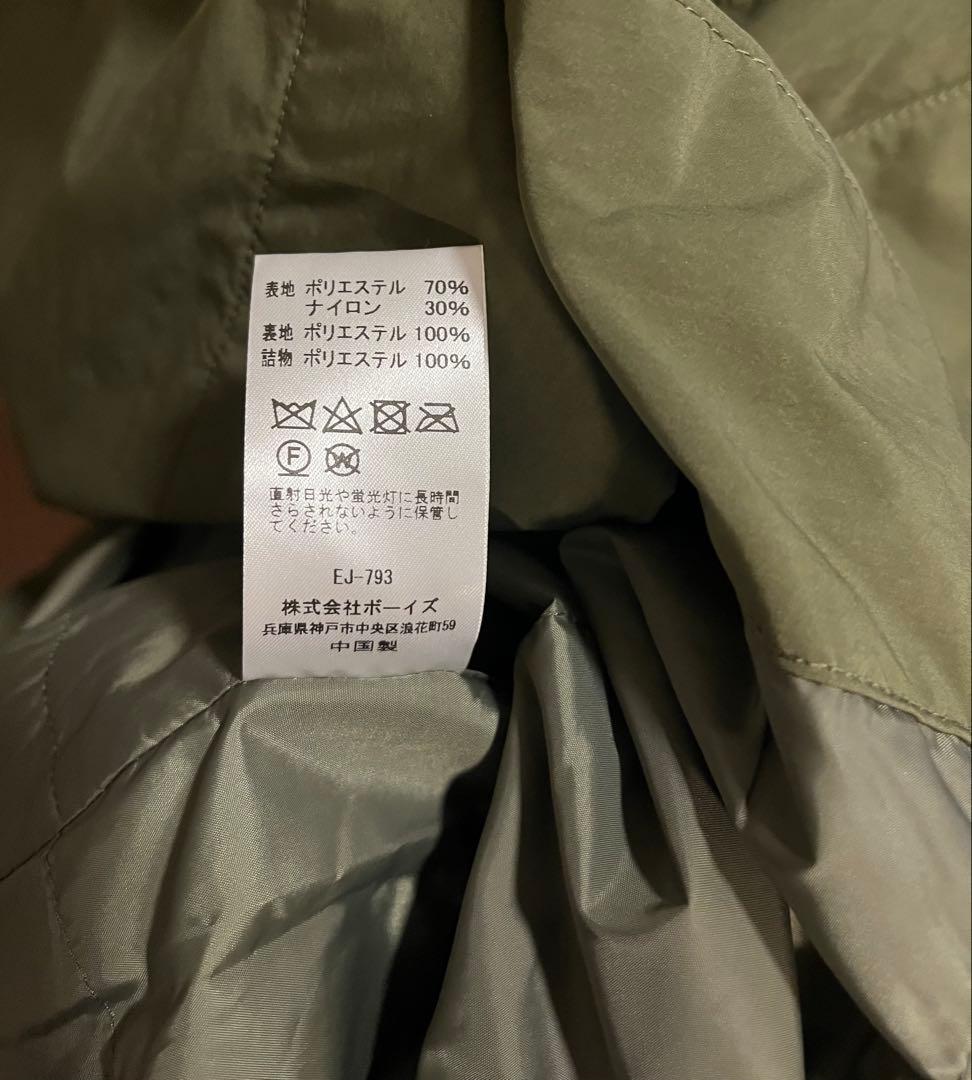 表地 ポリエステル 70%
ナイロン 30%
裏地 ポリエステル 100%
詰物 ポリエステル 100%
F W
直射日光や蛍光灯に長時間
さらされないように保管し
てください。
EJ-793
株式会社ボーイズ
兵庫県神戸市中央区浪花町59
中国製